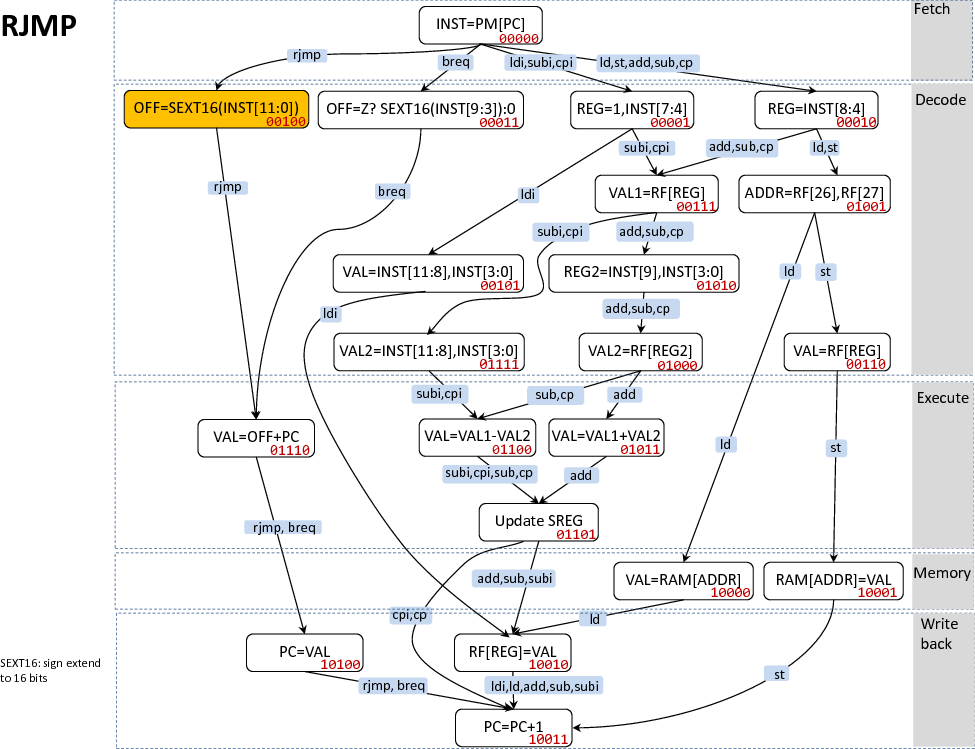 RJMP
Fetch
INST=PM[PC]
00000
rjmp
breq
ldi,subi,cpi
ld,st,add,sub,cp
Decode
OFF=SEXT16(INST[11:0])
00100
OFF=Z? SEXT16(INST[9:3]):0
00011
REG=1,INST[7:4]
00001
REG=INST[8:4]
00010
subi,cpi
add,sub,cp
ld,st
rjmp
breq
ldi
VAL1=RF[REG]
00111
ADDR=RF[26],RF[27]
01001
subi,cpi
add,sub,cp
VAL=INST[11:8],INST[3:0]
00101
REG2=INST[9],INST[3:0]
01010
ld
st
ldi
add,sub,cp
VAL2=INST[11:8],INST[3:0]
01111
VAL2=RF[REG2]
01000
VAL=RF[REG]
00110
Execute
subi,cpi
sub,cp
add
VAL=OFF+PC
01110
VAL=VAL1-VAL2
01100
VAL=VAL1+VAL2
01011
ld
st
subi,cpi,sub,cp
add
Update SREG
01101
rjmp, breq
Memory
add,sub,subi
VAL=RAM[ADDR]
10000
RAM[ADDR]=VAL
10001
cpi,cp
ld
Write
back
PC=VAL
10100
RF[REG]=VAL
10010
SEXT16: sign extend
to 16 bits
rjmp, breq
ldi,ld,add,sub,subi
st
PC=PC+1
10011